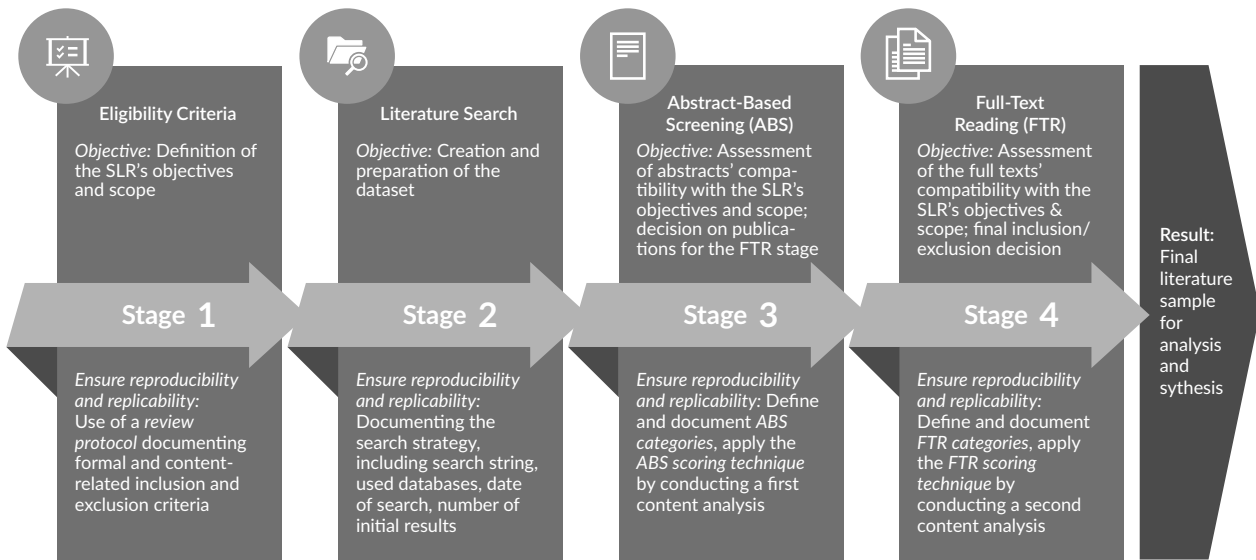 Eligibility Criteria
Objective: Definition of
the SLR's objectives
and scope
Stage 1
Ensure reproducibility
and replicability:
Use of a review
protocol documenting
formal and content-
related inclusion and
exclusion criteria
Literature Search
Objective: Creation and
preparation of the
dataset
Stage 2
Ensure reproducibility
and replicability:
Documenting the
search strategy,
including search string,
used databases, date
of search, number of
initial results
Abstract-Based
Screening (ABS)
Objective: Assessment
of abstracts' compa-
tibility with the SLR's
objectives and scope;
decision on publica-
tions for the FTR stage
Stage 3
Ensure reproducibility
and replicability: Define
and document ABS
categories, apply the
ABS scoring technique
by conducting a first
content analysis
Full-Text
Reading (FTR)
Objective: Assessment
of the full texts'
compatibility with the
SLR's objectives &
scope; final inclusion/
exclusion decision
Stage 4
Ensure reproducibility
and replicability:
Define and document
FTR categories, apply
the FTR scoring
technique by
conducting a second
content analysis
Result:
Final
literature
sample
for
analysis
and
sythesis